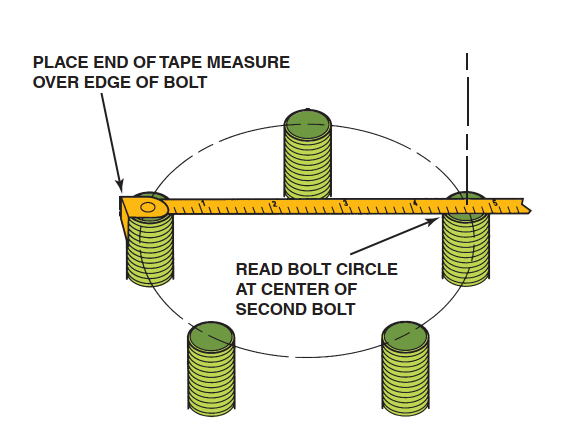 PLACE END OF TAPE MEASURE
OVER EDGE OF BOLT
1 2 3 4 5
READ BOLT CIRCLE
AT CENTER OF
SECOND BOLT